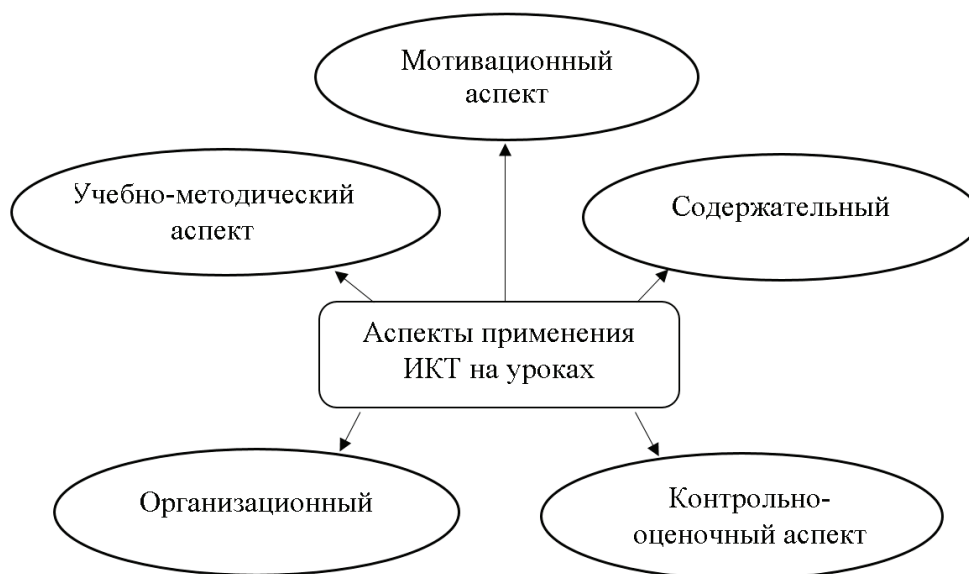 Мотивационный
аспект
Учебно-методический
аспект
Содержательный
Аспекты применения
ИКТ на уроках
Организационный
Контрольно-
оценочный аспект